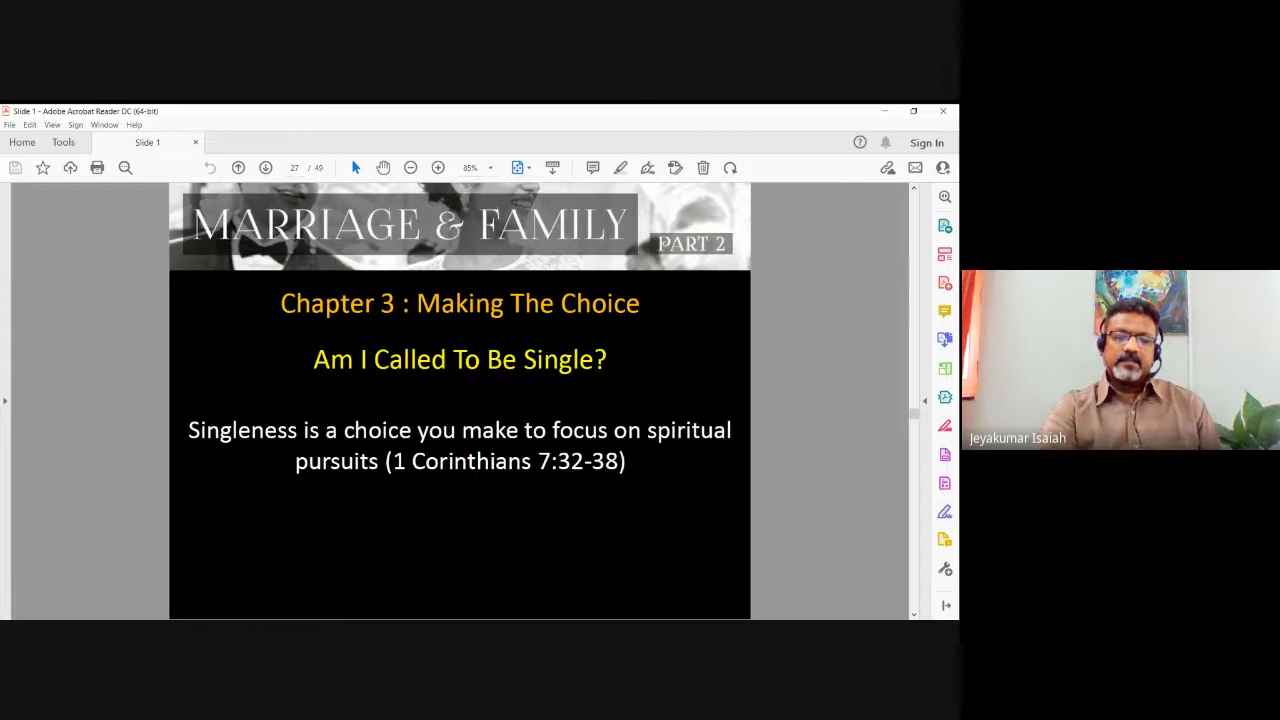 Slide 1 - Adobe Acrobat Reader DC (64-bit)
File Edit View Sign Window Help
Home Tools Slide 1 × Sign In
27 / 49 85%
MARRIAGE & FAMILY
PART 2
Chapter 3 : Making The Choice
Am I Called To Be Single?
Singleness is a choice you make to focus on spiritual
pursuits (1 Corinthians 7:32-38)
Jeyakumar Isaiah